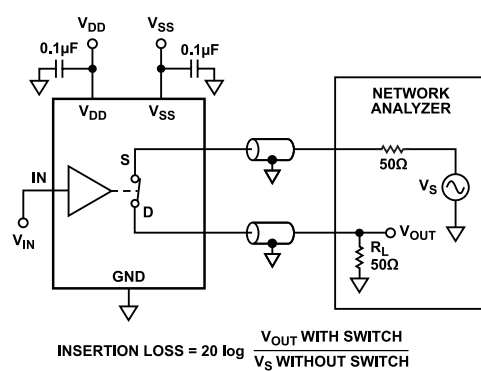 VDD
VSS
0.1µF
0.1µF
VDD
VSS
NETWORK
ANALYZER
S
50Ω
VS
IN
D
VOUT
VIN
RL
50Ω
GND
INSERTION LOSS = 20 log VOUT WITH SWITCH
VS WITHOUT SWITCH